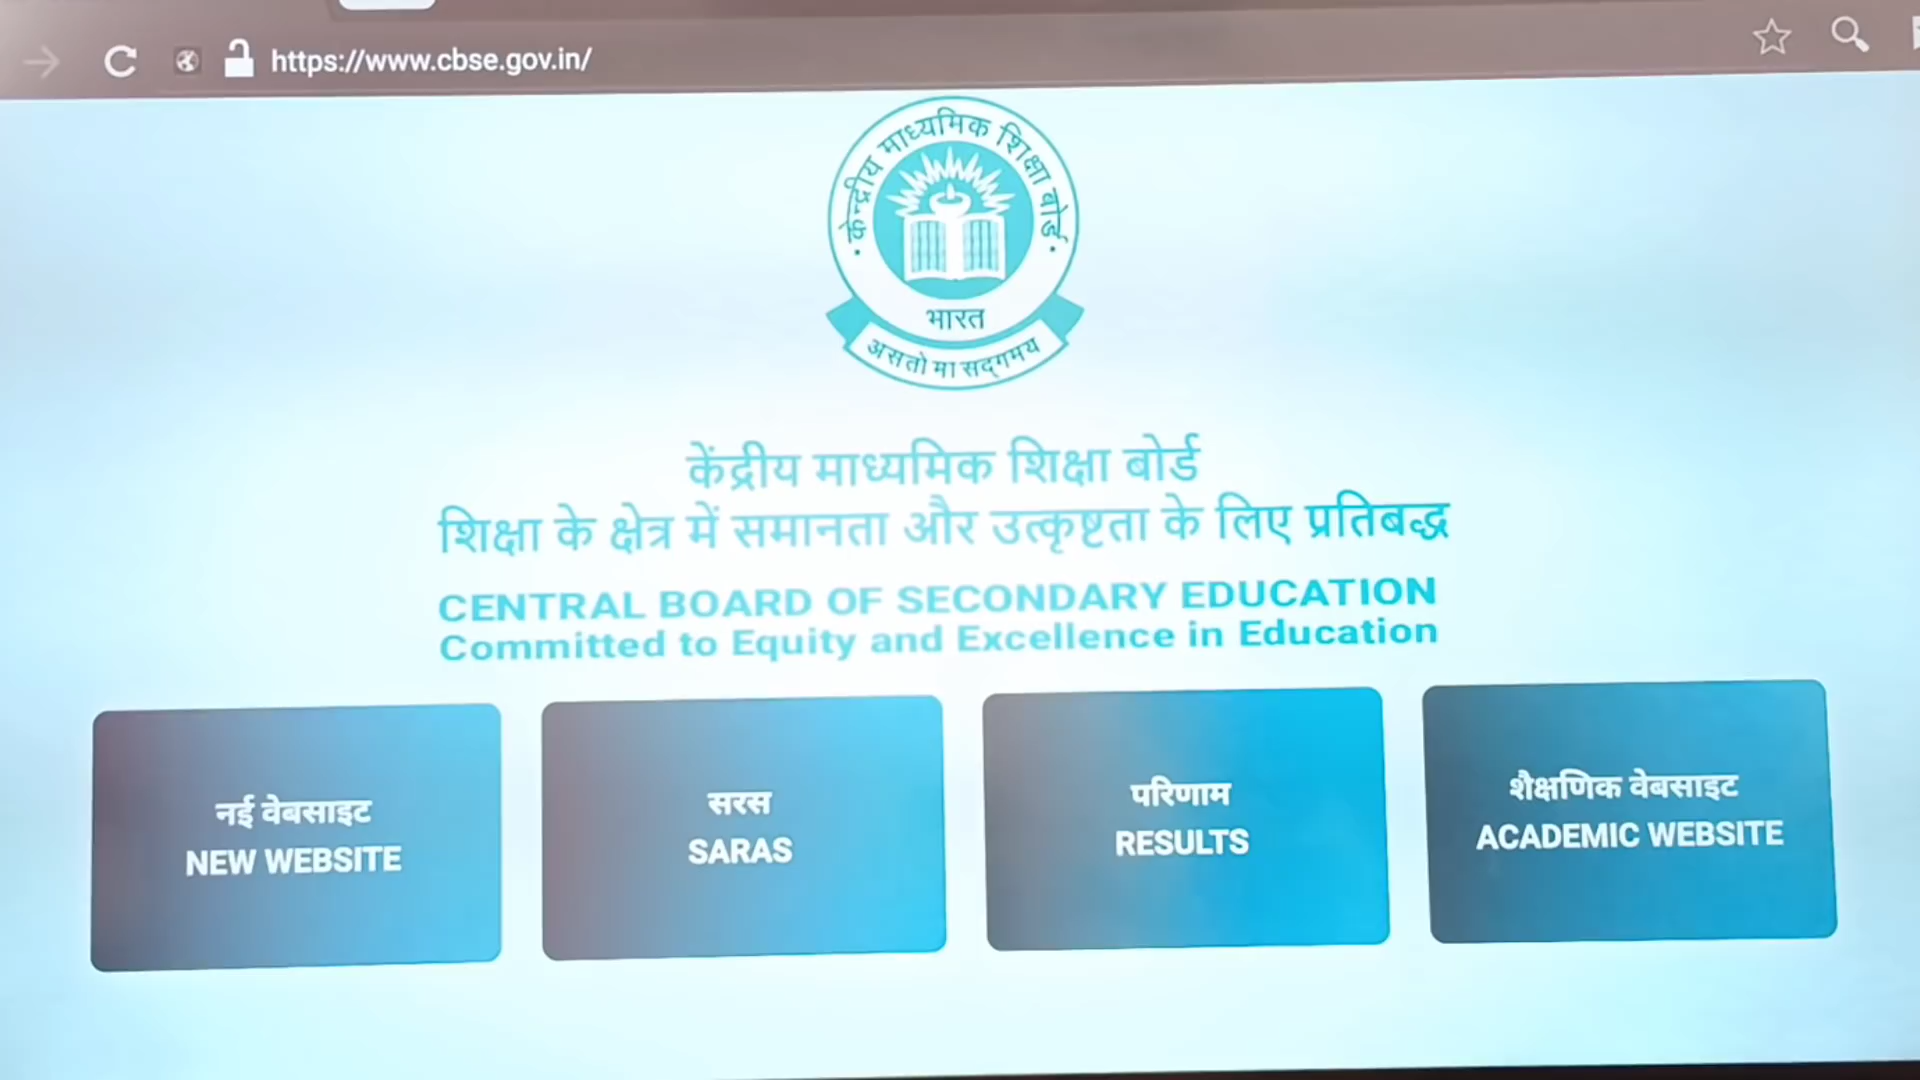 https://www.cbse.gov.in/
केन्द्रीय माध्यमिक शिक्षा बोर्ड
भारत
असतो मा सद्गमय
केंद्रीय माध्यमिक शिक्षा बोर्ड
शिक्षा के क्षेत्र में समानता और उत्कृष्टता के लिए प्रतिबद्ध
CENTRAL BOARD OF SECONDARY EDUCATION
Committed to Equity and Excellence in Education
नई वेबसाइट
NEW WEBSITE
सरस
SARAS
परिणाम
RESULTS
शैक्षणिक वेबसाइट
ACADEMIC WEBSITE